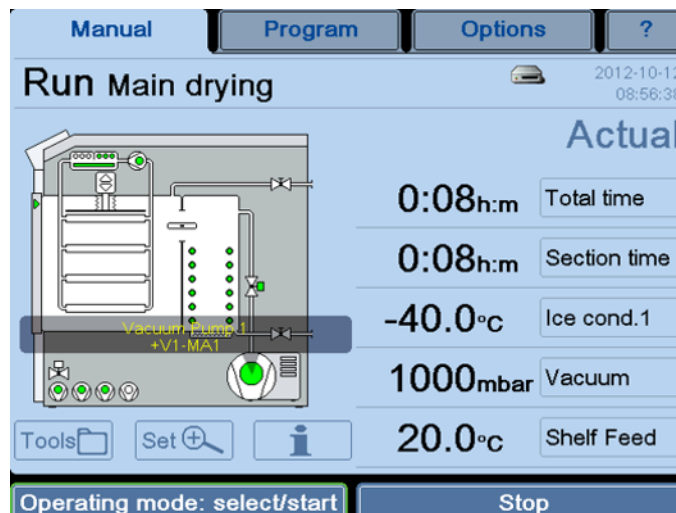 Manual Program Options ?
Run Main drying
2012-10-12
08:56:38
Actual
0:08h:m Total time
0:08h:m Section time
-40.0°C Ice cond.1
1000mbar Vacuum
20.0°C Shelf Feed
Vacuum Pump 1
+V1-MA1
Tools Set i
Operating mode: select/start Stop